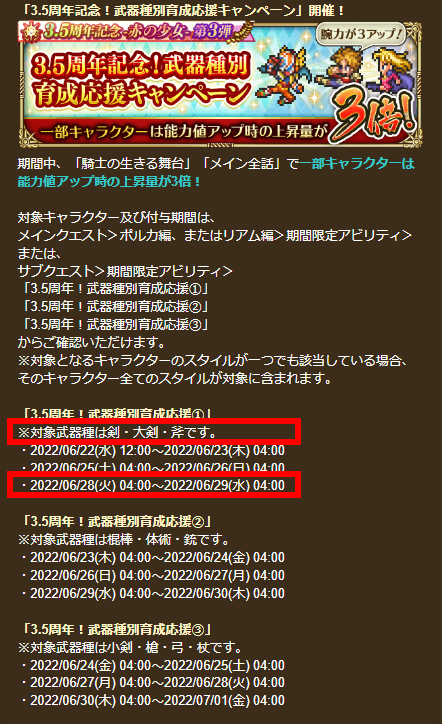 「3.5周年記念！武器種別育成応援キャンペーン」開催！
3.5周年記念 -赤の少女- 第3弾
腕力が3アップ！
3.5周年記念！武器種別
育成応援キャンペーン
一部キャラクターは能力値アップ時の上昇量が
3倍！
期間中、「騎士の生きる舞台」「メイン全話」で一部キャラクターは
能力値アップ時の上昇量が3倍！
対象キャラクター及び付与期間は、
メインクエスト＞ポルカ編、またはリアム編＞期間限定アビリティ＞
または、
サブクエスト＞期間限定アビリティ＞
「3.5周年！武器種別育成応援①」
「3.5周年！武器種別育成応援②」
「3.5周年！武器種別育成応援③」
からご確認いただけます。
※対象となるキャラクターのスタイルが一つでも該当している場合、
そのキャラクター全てのスタイルが対象に含まれます。
「3.5周年！武器種別育成応援①」
※対象武器種は剣・大剣・斧です。
・2022/06/22(水) 12:00～2022/06/23(木) 04:00
・2022/06/25(土) 04:00～2022/06/26(日) 04:00
・2022/06/28(火) 04:00～2022/06/29(水) 04:00
「3.5周年！武器種別育成応援②」
※対象武器種は棍棒・体術・銃です。
・2022/06/23(木) 04:00～2022/06/24(金) 04:00
・2022/06/26(日) 04:00～2022/06/27(月) 04:00
・2022/06/29(水) 04:00～2022/06/30(木) 04:00
「3.5周年！武器種別育成応援③」
※対象武器種は小剣・槍・弓・杖です。
・2022/06/24(金) 04:00～2022/06/25(土) 04:00
・2022/06/27(月) 04:00～2022/06/28(火) 04:00
・2022/06/30(木) 04:00～2022/07/01(金) 04:00